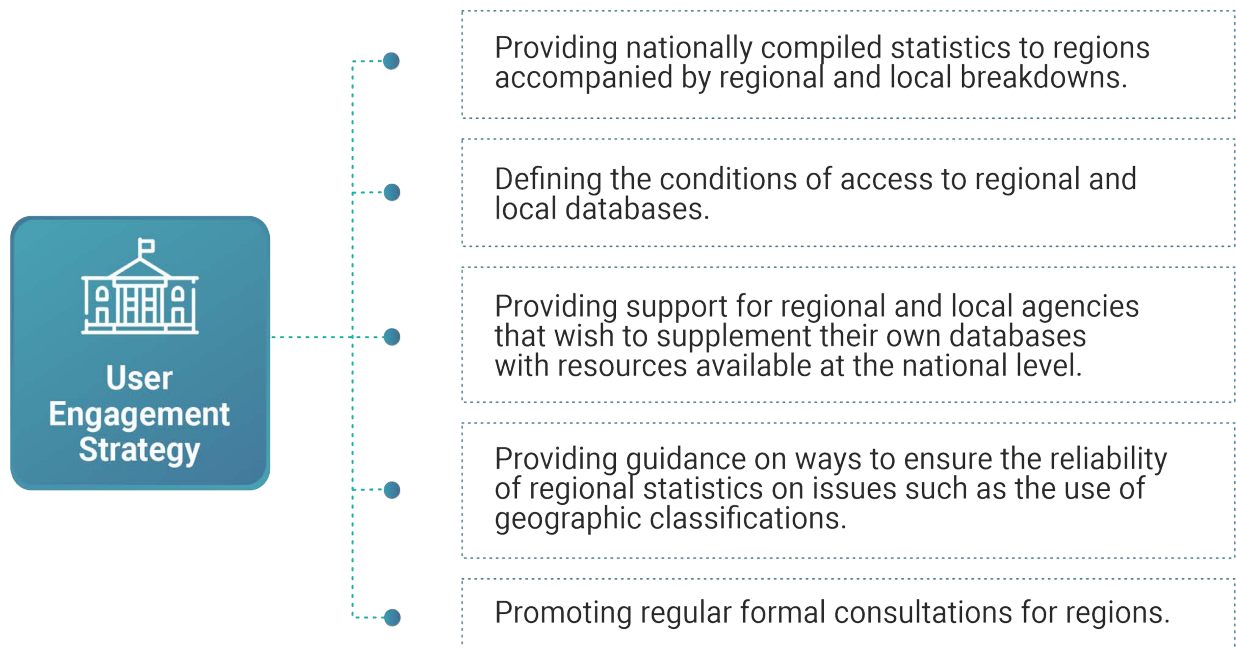 Providing nationally compiled statistics to regions
accompanied by regional and local breakdowns.
Defining the conditions of access to regional and
local databases.
User
Engagement
Strategy
Providing support for regional and local agencies
that wish to supplement their own databases
with resources available at the national level.
Providing guidance on ways to ensure the reliability
of regional statistics on issues such as the use of
geographic classifications.
Promoting regular formal consultations for regions.